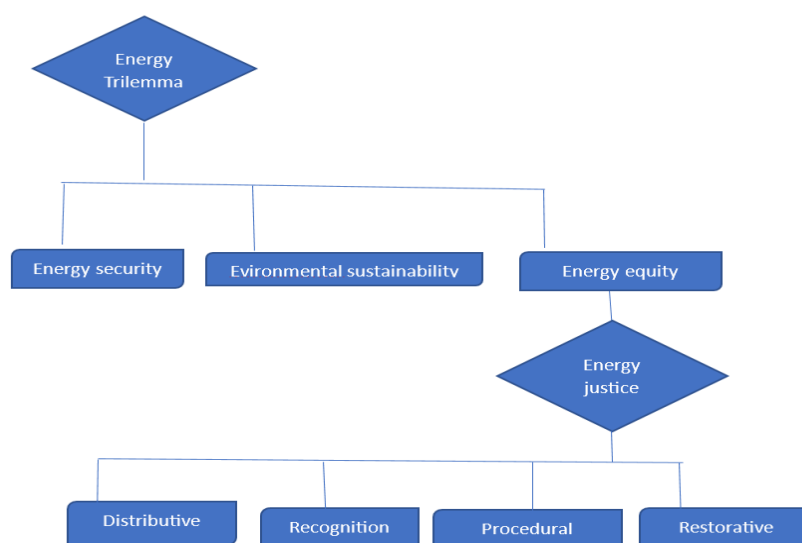 Energy
Trilemma
Energy security
Evironmental sustainability
Energy equity
Energy
justice
Distributive
Recognition
Procedural
Restorative